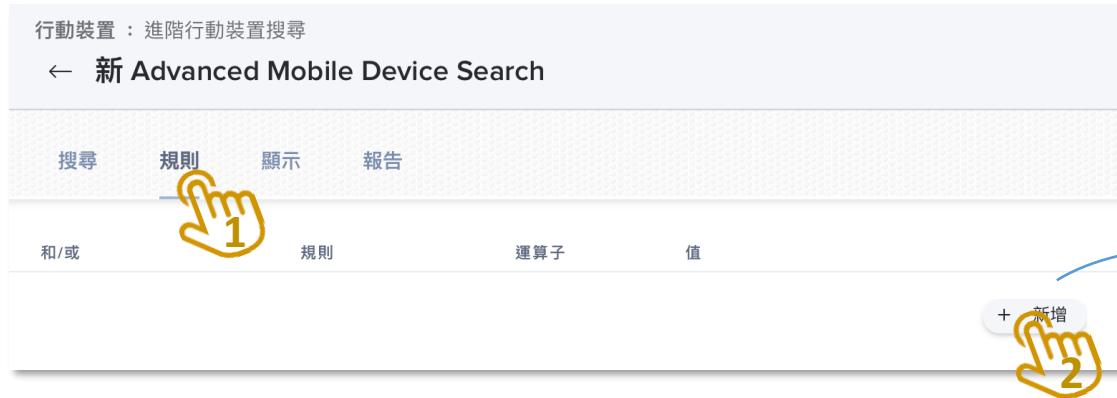 行動裝置 ： 進階行動裝置搜尋
← 新 Advanced Mobile Device Search
搜尋 規則 顯示 報告
1
和/或 規則 運算子 值
+ 新增
2